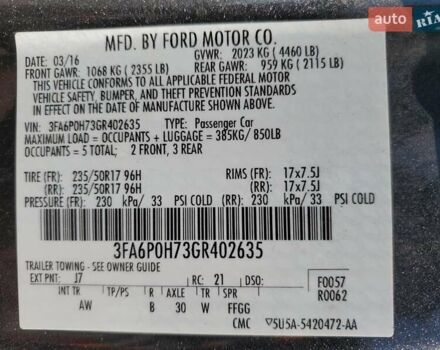 auto RIA
MFD. BY FORD MOTOR CO.
DATE: 03/16 GVWR: 2023 KG ( 4460 LB)
FRONT GAWR: 1068 KG ( 2355 LB) REAR GAWR: 959 KG ( 2115 LB)
THIS VEHICLE CONFORMS TO ALL APPLICABLE FEDERAL MOTOR
VEHICLE SAFETY, BUMPER, AND THEFT PREVENTION STANDARDS
IN EFFECT ON THE DATE OF MANUFACTURE SHOWN ABOVE.
VIN: 3FA6P0H73GR402635 TYPE: Passenger Car
MAXIMUM LOAD = OCCUPANTS + LUGGAGE = 385KG/ 850LB
OCCUPANTS = 5 TOTAL: 2 FRONT, 3 REAR
TIRE (FR): 235/50R17 96H RIMS (FR): 17x7.5J
(RR): 235/50R17 96H (RR): 17x7.5J
PRESSURE (FR): 230 kPa/ 33 PSI COLD (RR): 230 kPa/ 33 PSI COLD
3FA6P0H73GR402635
TRAILER TOWING - SEE OWNER GUIDE
EXT PNT: J7 RC: 21 DSO: F0057
INT TR TP/PS R AXLE TR SPR R0062
AW B 30 W FFGG
CMC 5U5A-5420472-AA